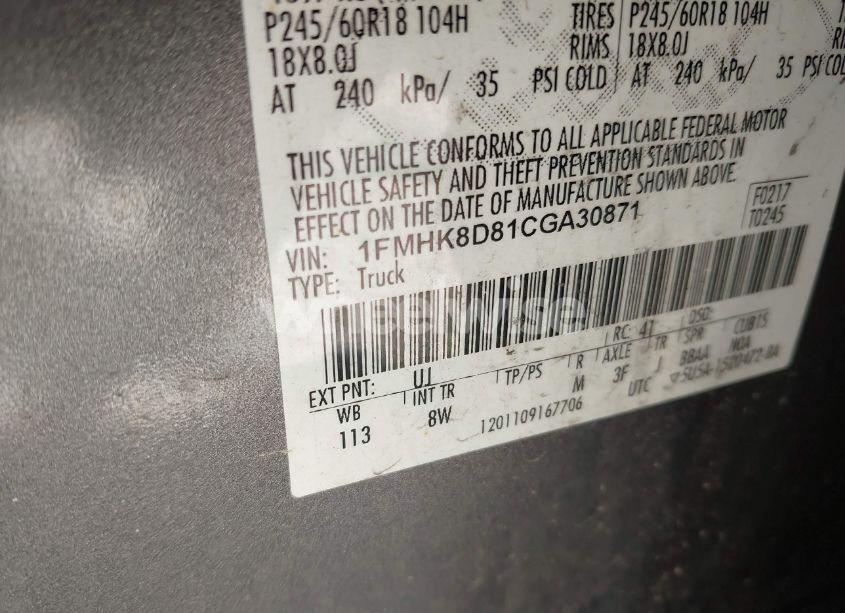 P245/60R18 104H TIRES P245/60R18 104H
18X8.0J RIMS 18X8.0J
AT 240 kPa/ 35 PSI COLD AT 240 kPa/ 35 PSI COL
THIS VEHICLE CONFORMS TO ALL APPLICABLE FEDERAL MOTOR
VEHICLE SAFETY AND THEFT PREVENTION STANDARDS IN
EFFECT ON THE DATE OF MANUFACTURE SHOWN ABOVE.
F0217
T0245
VIN: 1FMHK8D81CGA30871
TYPE: Truck
EXT PNT: UJ RC: 41 DSO:
WB INT TR TP/PS R AXLE TR SPR CUB15
113 8W M 3F J BBAA NOA
1201109167706 UTC